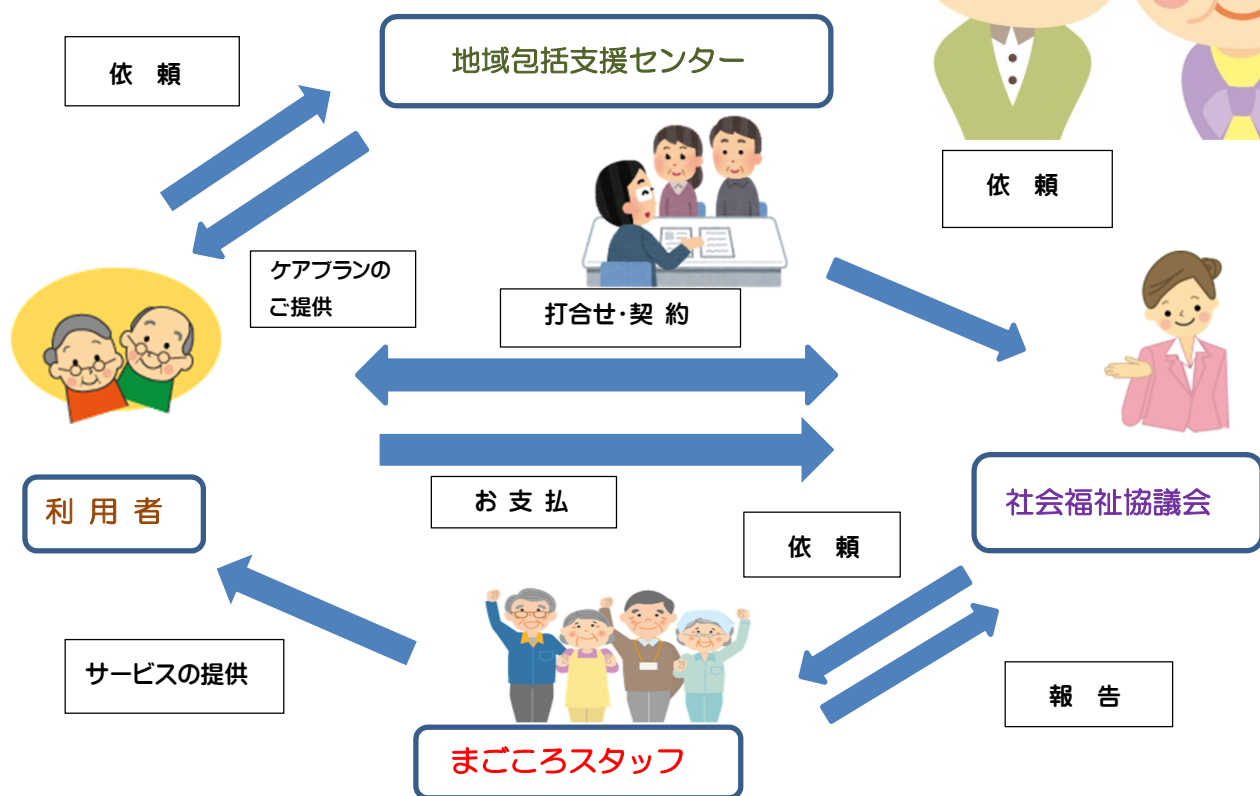 地域包括支援センター
依 頼
依 頼
ケアプランの
ご提供
打合せ・契 約
お 支 払
利 用 者
社会福祉協議会
依 頼
サービスの提供
報 告
まごころスタッフ